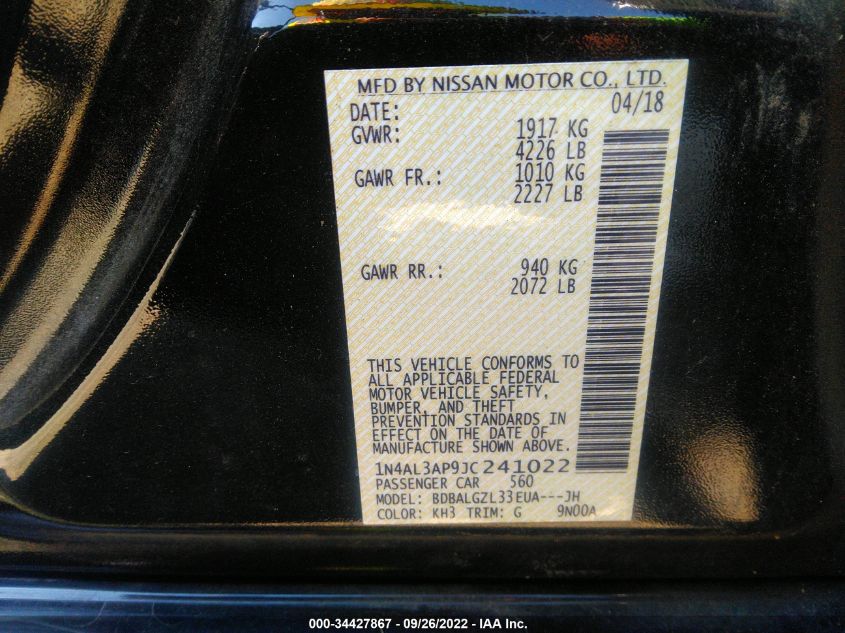 MFD BY NISSAN MOTOR CO., LTD.
DATE: 04/18
GVWR: 1917 KG
4226 LB
GAWR FR.: 1010 KG
2227 LB
GAWR RR.: 940 KG
2072 LB
THIS VEHICLE CONFORMS TO
ALL APPLICABLE FEDERAL
MOTOR VEHICLE SAFETY,
BUMPER, AND THEFT
PREVENTION STANDARDS IN
EFFECT ON THE DATE OF
MANUFACTURE SHOWN ABOVE.
1N4AL3AP9JC241022
PASSENGER CAR 560
MODEL: BDBALGZL33EUA---JH
COLOR: KH3 TRIM: G 9N00A
000-34427867 - 09/26/2022 - IAA Inc.